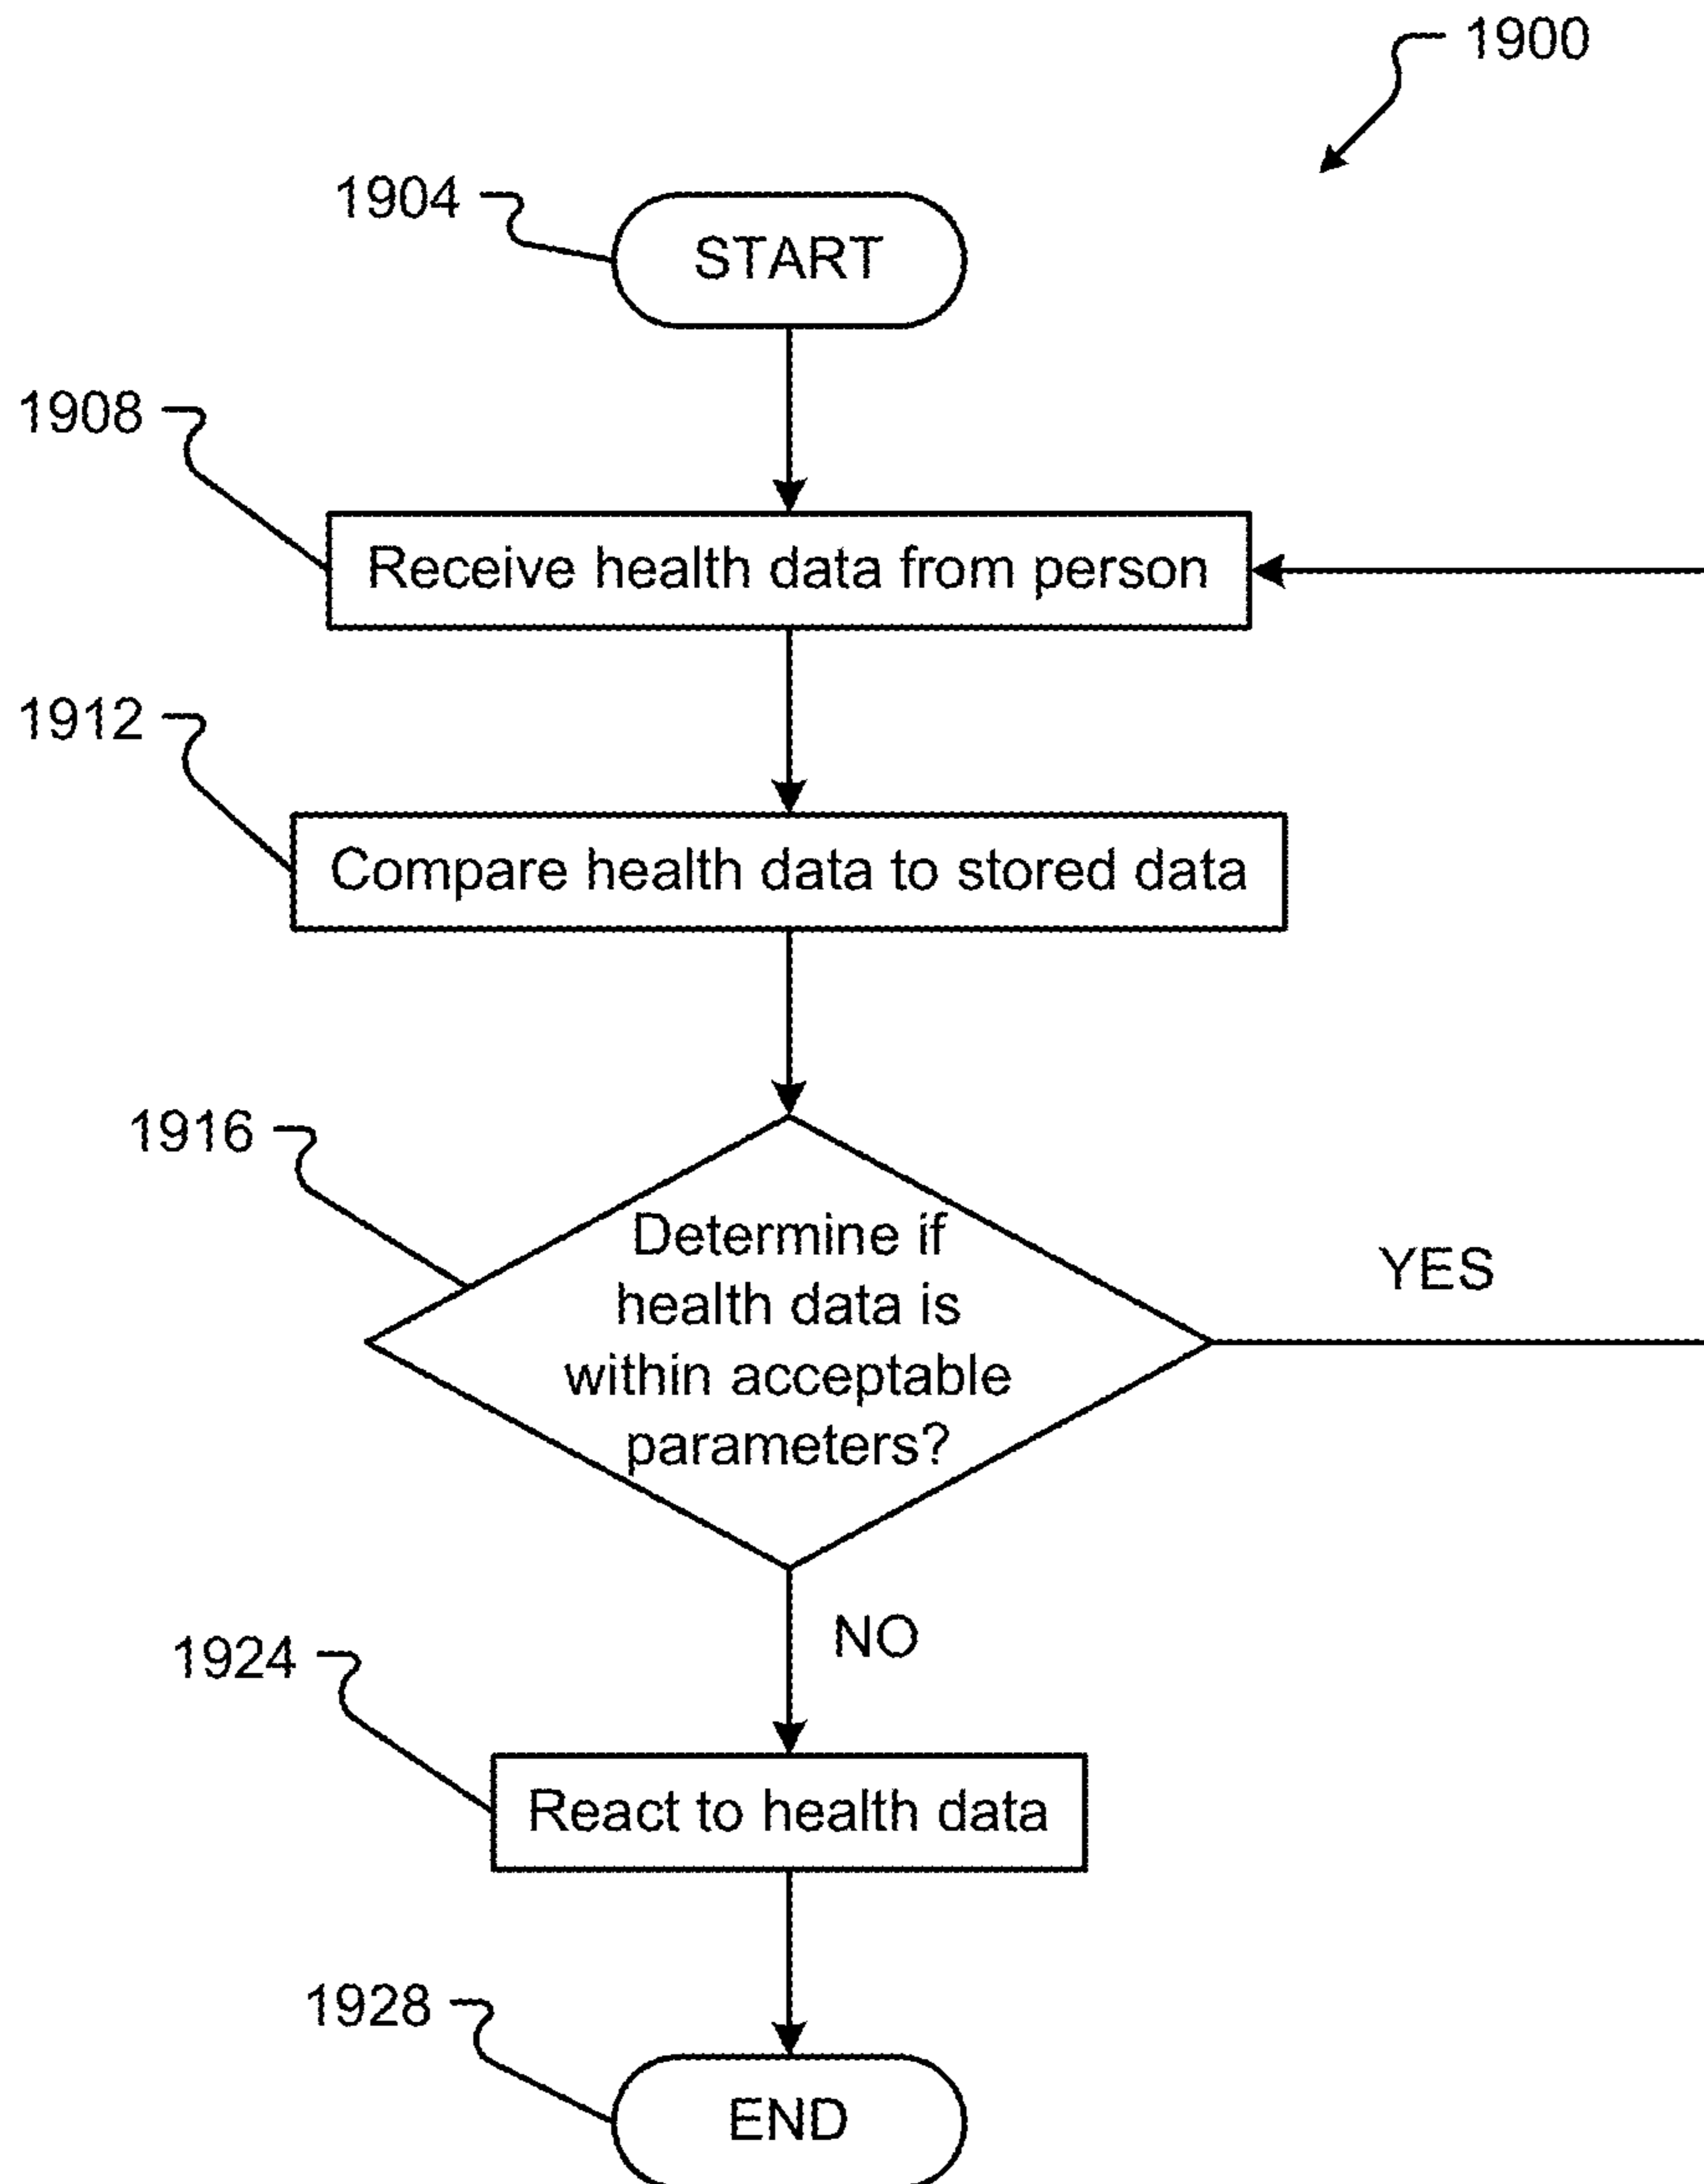 1900
1904
START
1908
Receive health data from person
1912
Compare health data to stored data
1916
Determine if
health data is
within acceptable
parameters?
YES
NO
1924
React to health data
1928
END